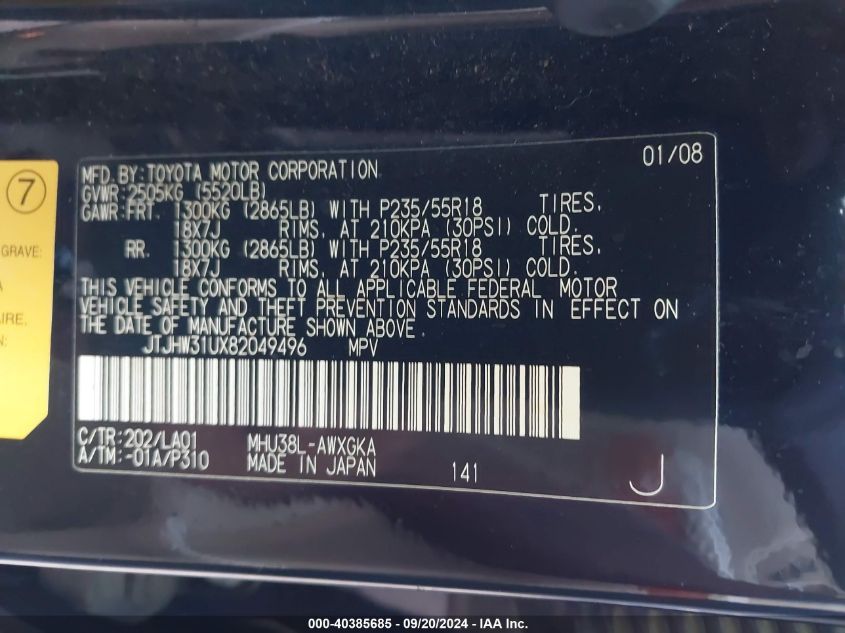 7
GRAVE:
AIRE,
N:
MFD. BY: TOYOTA MOTOR CORPORATION 01/08
GVWR: 2505KG (5520LB)
GAWR: FRT. 1300KG (2865LB) WITH P235/55R18 TIRES,
18X7J RIMS, AT 210KPA (30PSI) COLD.
RR. 1300KG (2865LB) WITH P235/55R18 TIRES,
18X7J RIMS, AT 210KPA (30PSI) COLD.
THIS VEHICLE CONFORMS TO ALL APPLICABLE FEDERAL MOTOR
VEHICLE SAFETY AND THEFT PREVENTION STANDARDS IN EFFECT ON
THE DATE OF MANUFACTURE SHOWN ABOVE.
JTJHW31UX82049496 MPV
C/TR: 202/LA01 MHU38L-AWXGKA
A/TM: -01A/P310 MADE IN JAPAN 141 J
000-40385685 - 09/20/2024 - IAA Inc.